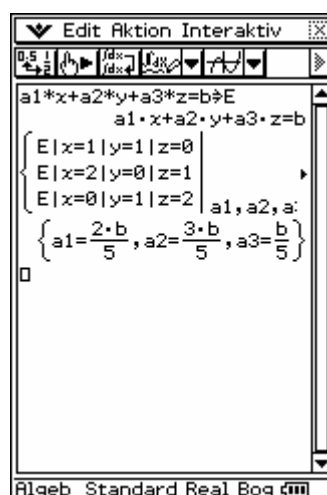 Edit Aktion Interaktiv
a1*x+a2*y+a3*z=b⇒E
a1·x+a2·y+a3·z=b
E|x=1|y=1|z=0
E|x=2|y=0|z=1
E|x=0|y=1|z=2
a1,a2,a
{a1=2·b/5,a2=3·b/5,a3=b/5}
Algeb Standard Real Bog